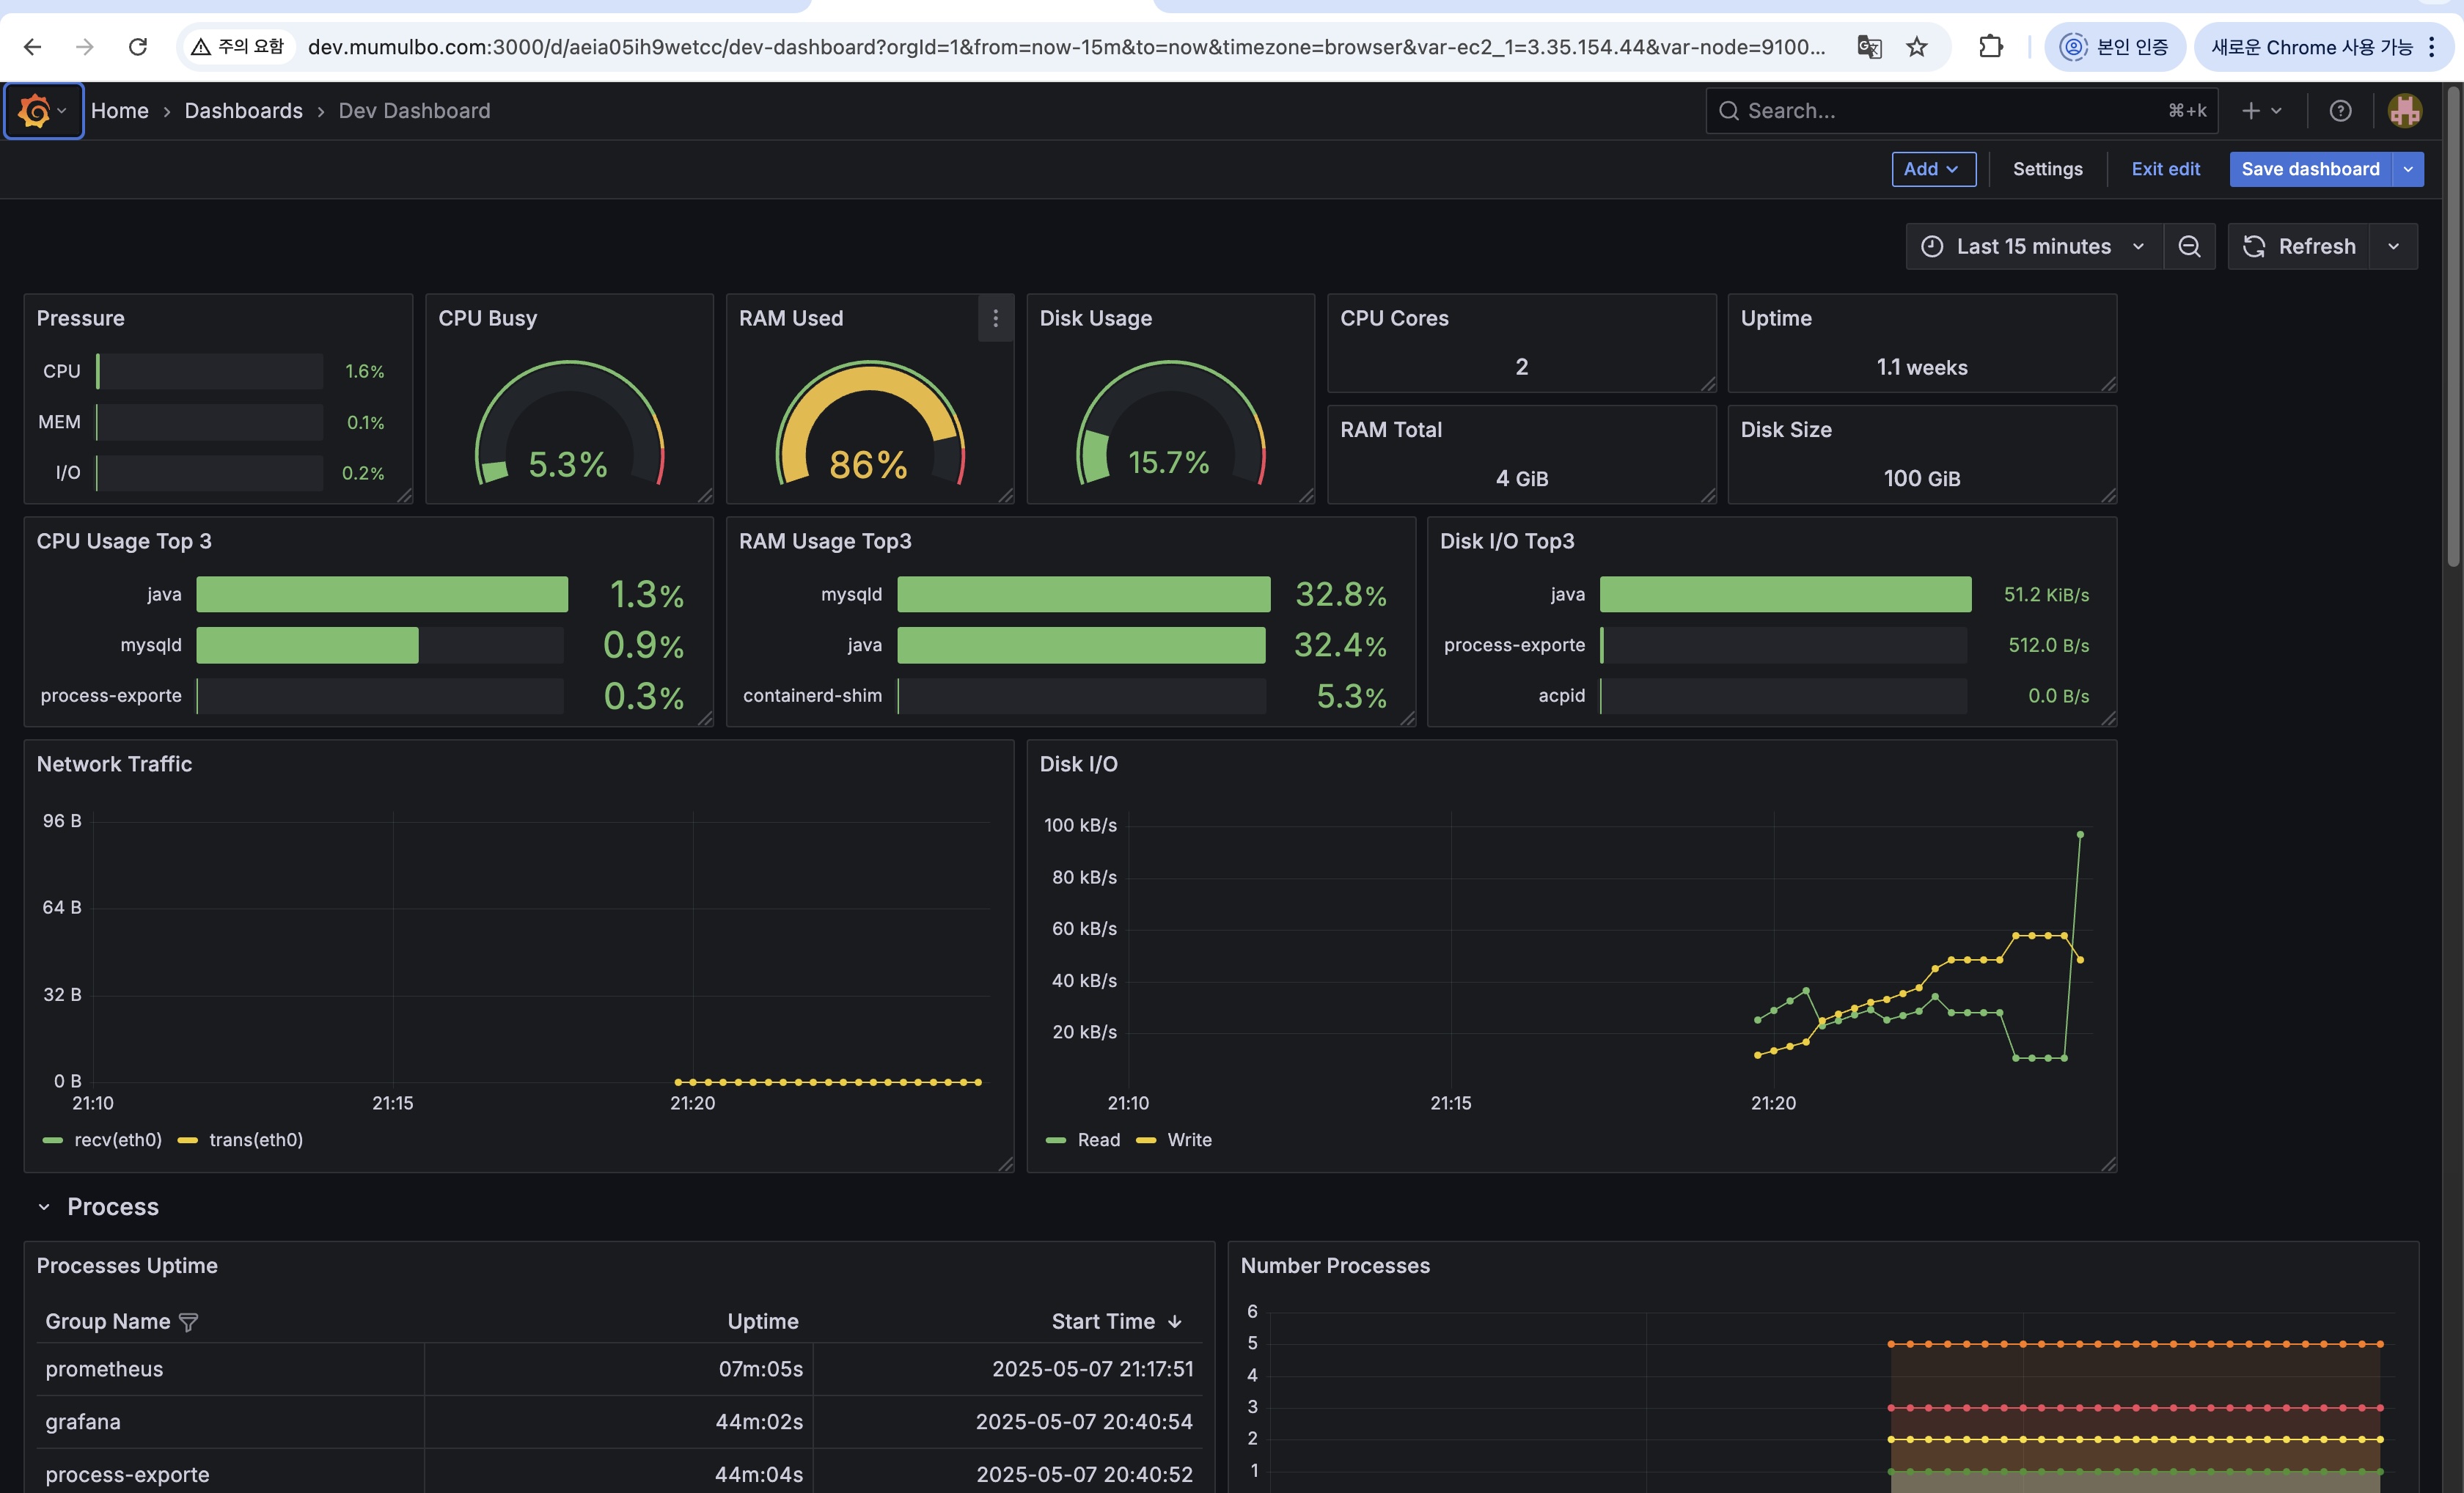 주의 요함
dev.mumulbo.com:3000/d/aeia05ih9wetcc/dev-dashboard?orgId=1&from=now-15m&to=now&timezone=browser&var-ec2_1=3.35.154.44&var-node=9100...
본인 인증
새로운 Chrome 사용 가능
Home › Dashboards › Dev Dashboard
Search...
⌘+k
Add
Settings
Exit edit
Save dashboard
Last 15 minutes
Refresh
Pressure
CPU 1.6%
MEM 0.1%
I/O 0.2%
CPU Busy
5.3%
RAM Used
86%
Disk Usage
15.7%
CPU Cores
2
Uptime
1.1 weeks
RAM Total
4 GiB
Disk Size
100 GiB
CPU Usage Top 3
java 1.3%
mysqld 0.9%
process-exporte 0.3%
RAM Usage Top3
mysqld 32.8%
java 32.4%
containerd-shim 5.3%
Disk I/O Top3
java 51.2 KiB/s
process-exporte 512.0 B/s
acpid 0.0 B/s
Network Traffic
96 B
64 B
32 B
0 B
21:10 21:15 21:20
recv(eth0) trans(eth0)
Disk I/O
100 kB/s
80 kB/s
60 kB/s
40 kB/s
20 kB/s
21:10 21:15 21:20
Read Write
Process
Processes Uptime
Group Name Uptime Start Time
prometheus 07m:05s 2025-05-07 21:17:51
grafana 44m:02s 2025-05-07 20:40:54
process-exporte 44m:04s 2025-05-07 20:40:52
Number Processes
6
5
4
3
2
1